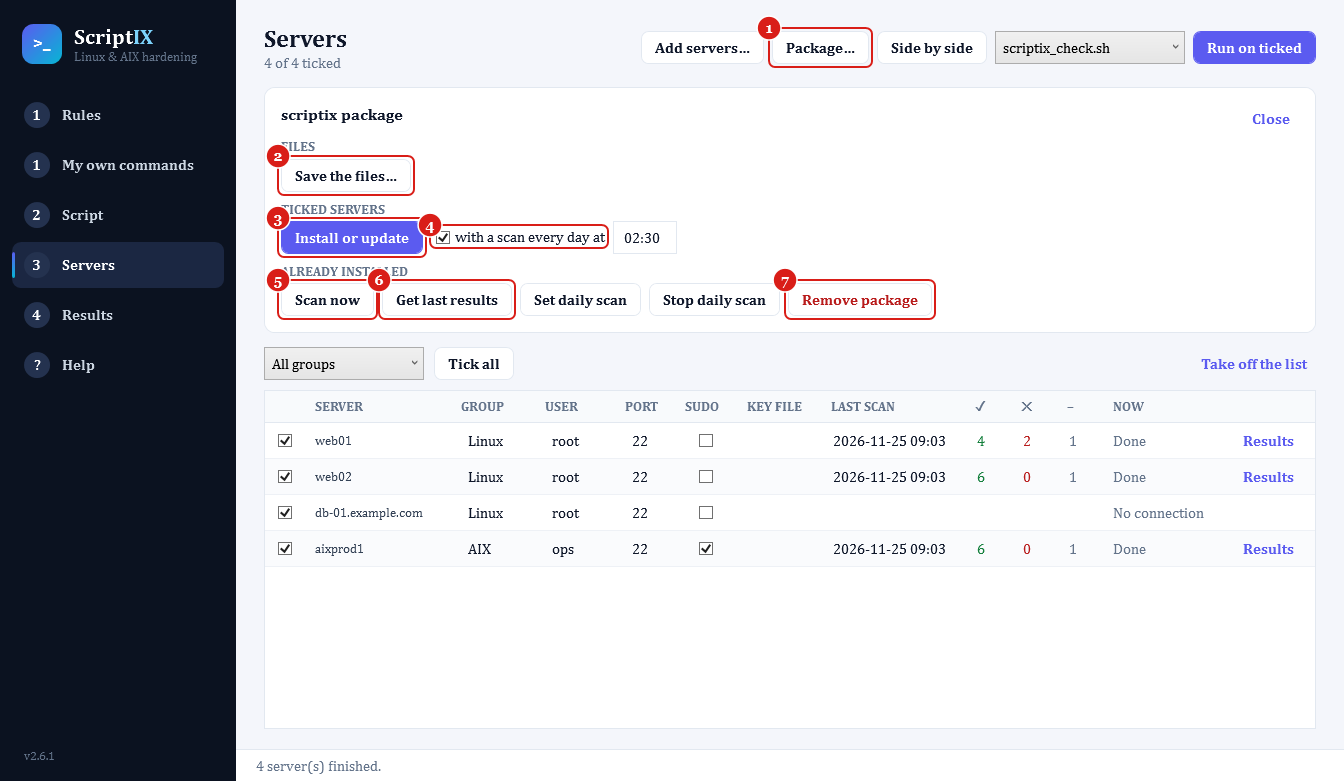 >_
ScriptIX
Linux & AIX hardening
1 Rules
1 My own commands
2 Script
3 Servers
4 Results
? Help
v2.6.1
Servers
4 of 4 ticked
Add servers...
1
Package...
Side by side
scriptix_check.sh
Run on ticked
scriptix package
Close
FILES
2
Save the files...
TICKED SERVERS
3
Install or update
4
with a scan every day at 02:30
ALREADY INSTALLED
5
Scan now
6
Get last results
Set daily scan
Stop daily scan
7
Remove package
All groups
Tick all
Take off the list
SERVER GROUP USER PORT SUDO KEY FILE LAST SCAN ✓ ✕ – NOW
web01 Linux root 22 2026-11-25 09:03 4 2 1 Done Results
web02 Linux root 22 2026-11-25 09:03 6 0 1 Done Results
db-01.example.com Linux root 22 No connection
aixprod1 AIX ops 22 2026-11-25 09:03 6 0 1 Done Results
4 server(s) finished.